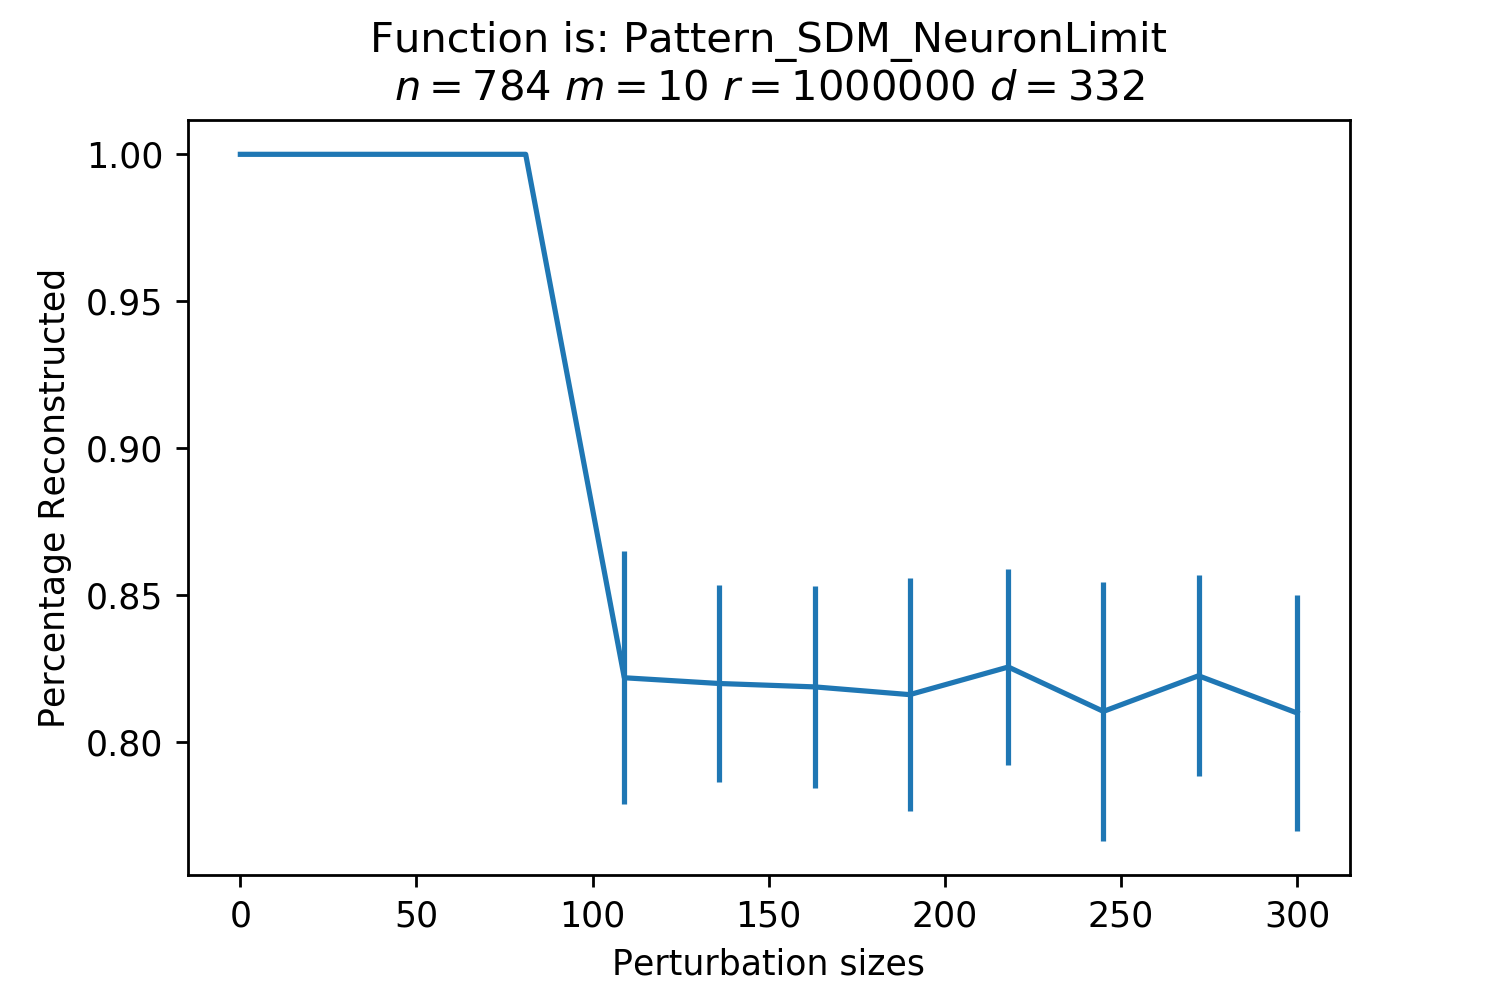 Function is: Pattern_SDM_NeuronLimit
n = 784 m = 10 r = 1000000 d = 332
Percentage Reconstructed
1.00
0.95
0.90
0.85
0.80
0 50 100 150 200 250 300
Perturbation sizes